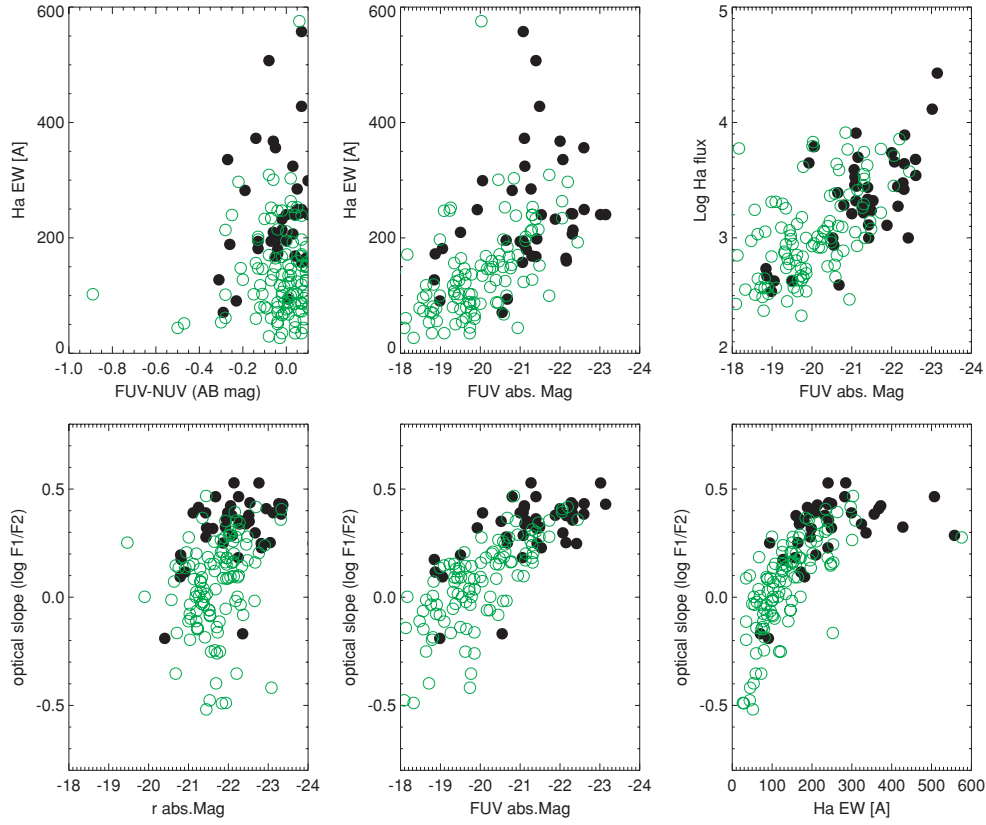 600
400
200
0
Ha EW [A]
-1.0 -0.8 -0.6 -0.4 -0.2 0.0
FUV-NUV (AB mag)
600
400
200
0
Ha EW [A]
-18 -19 -20 -21 -22 -23 -24
FUV abs. Mag
5
4
3
2
Log Ha flux
-18 -19 -20 -21 -22 -23 -24
FUV abs. Mag
0.5
0.0
-0.5
optical slope (log F1/F2)
-18 -19 -20 -21 -22 -23 -24
r abs.Mag
0.5
0.0
-0.5
optical slope (log F1/F2)
-18 -19 -20 -21 -22 -23 -24
FUV abs.Mag
0.5
0.0
-0.5
optical slope (log F1/F2)
0 100 200 300 400 500 600
Ha EW [A]